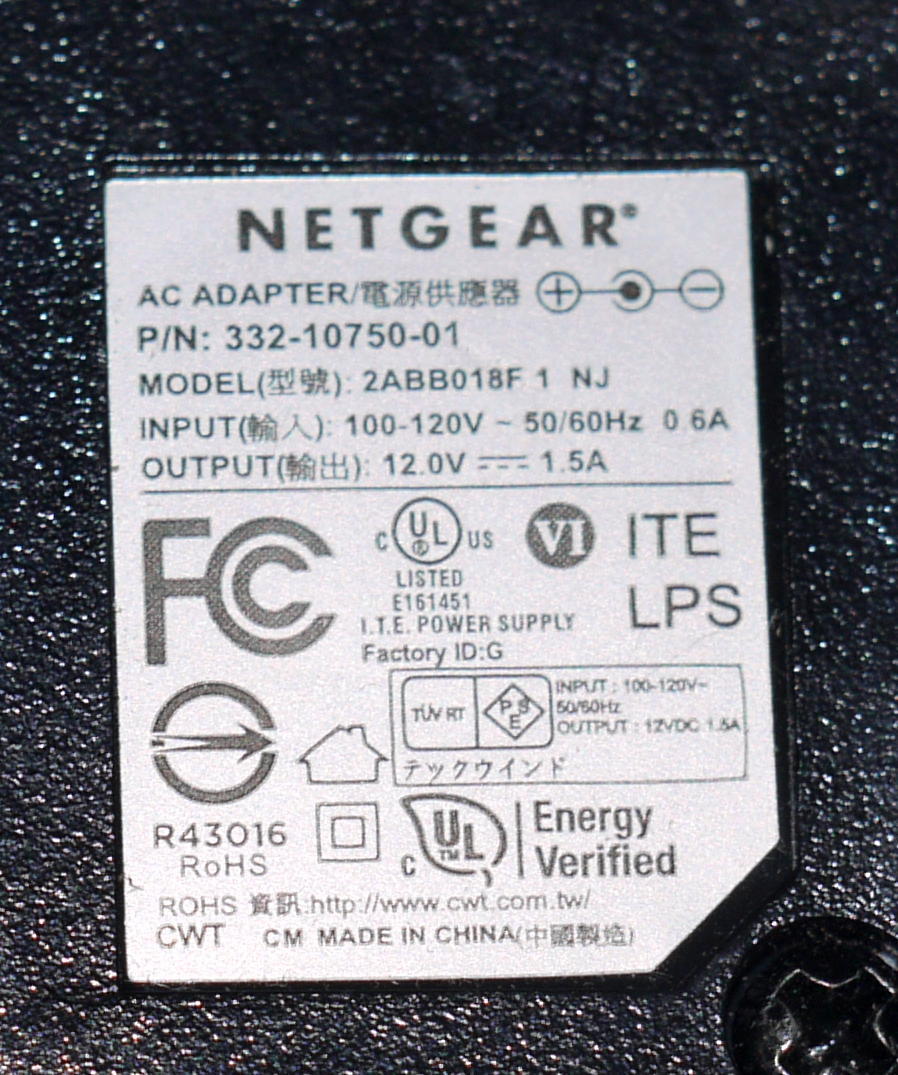 NETGEAR®
AC ADAPTER/電源供應器
P/N: 332-10750-01
MODEL(型號): 2ABB018F 1 NJ
INPUT(輸入): 100-120V ~ 50/60Hz 0.6A
OUTPUT(輸出): 12.0V ⎓ 1.5A
FC
C UL® US
LISTED
E161451
I.T.E. POWER SUPPLY
Factory ID:G
VI
ITE
LPS
TÜV RT
PSE
INPUT : 100-120V~
50/60Hz
OUTPUT : 12VDC 1.5A
テックウインド
R43016
RoHS
C UL™
Energy
Verified
ROHS 資訊:http://www.cwt.com.tw/
CWT CM MADE IN CHINA(中國製造)